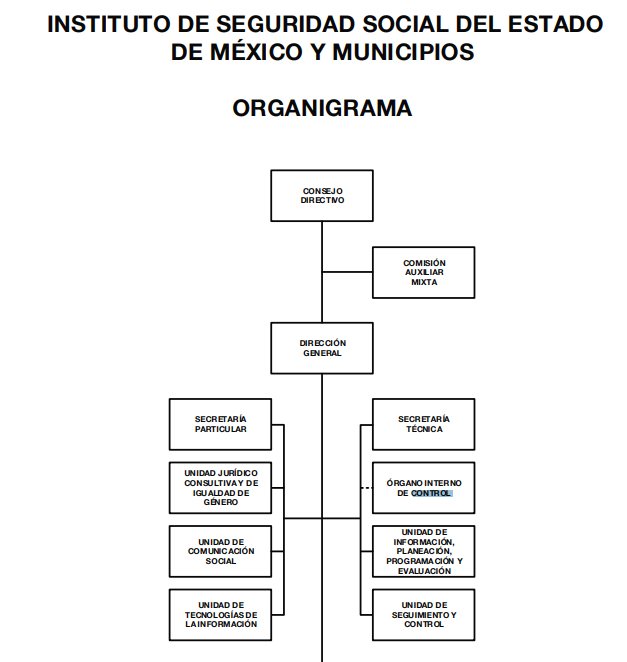 INSTITUTO DE SEGURIDAD SOCIAL DEL ESTADO
DE MÉXICO Y MUNICIPIOS
ORGANIGRAMA
CONSEJO
DIRECTIVO
COMISIÓN
AUXILIAR
MIXTA
DIRECCIÓN
GENERAL
SECRETARÍA
PARTICULAR
SECRETARÍA
TÉCNICA
UNIDAD JURÍDICO
CONSULTIVA Y DE
IGUALDAD DE
GÉNERO
ÓRGANO INTERNO
DE CONTROL
UNIDAD DE
COMUNICACIÓN
SOCIAL
UNIDAD DE
INFORMACIÓN,
PLANEACIÓN,
PROGRAMACIÓN Y
EVALUACIÓN
UNIDAD DE
TECNOLOGÍAS DE
LA INFORMACIÓN
UNIDAD DE
SEGUIMIENTO Y
CONTROL